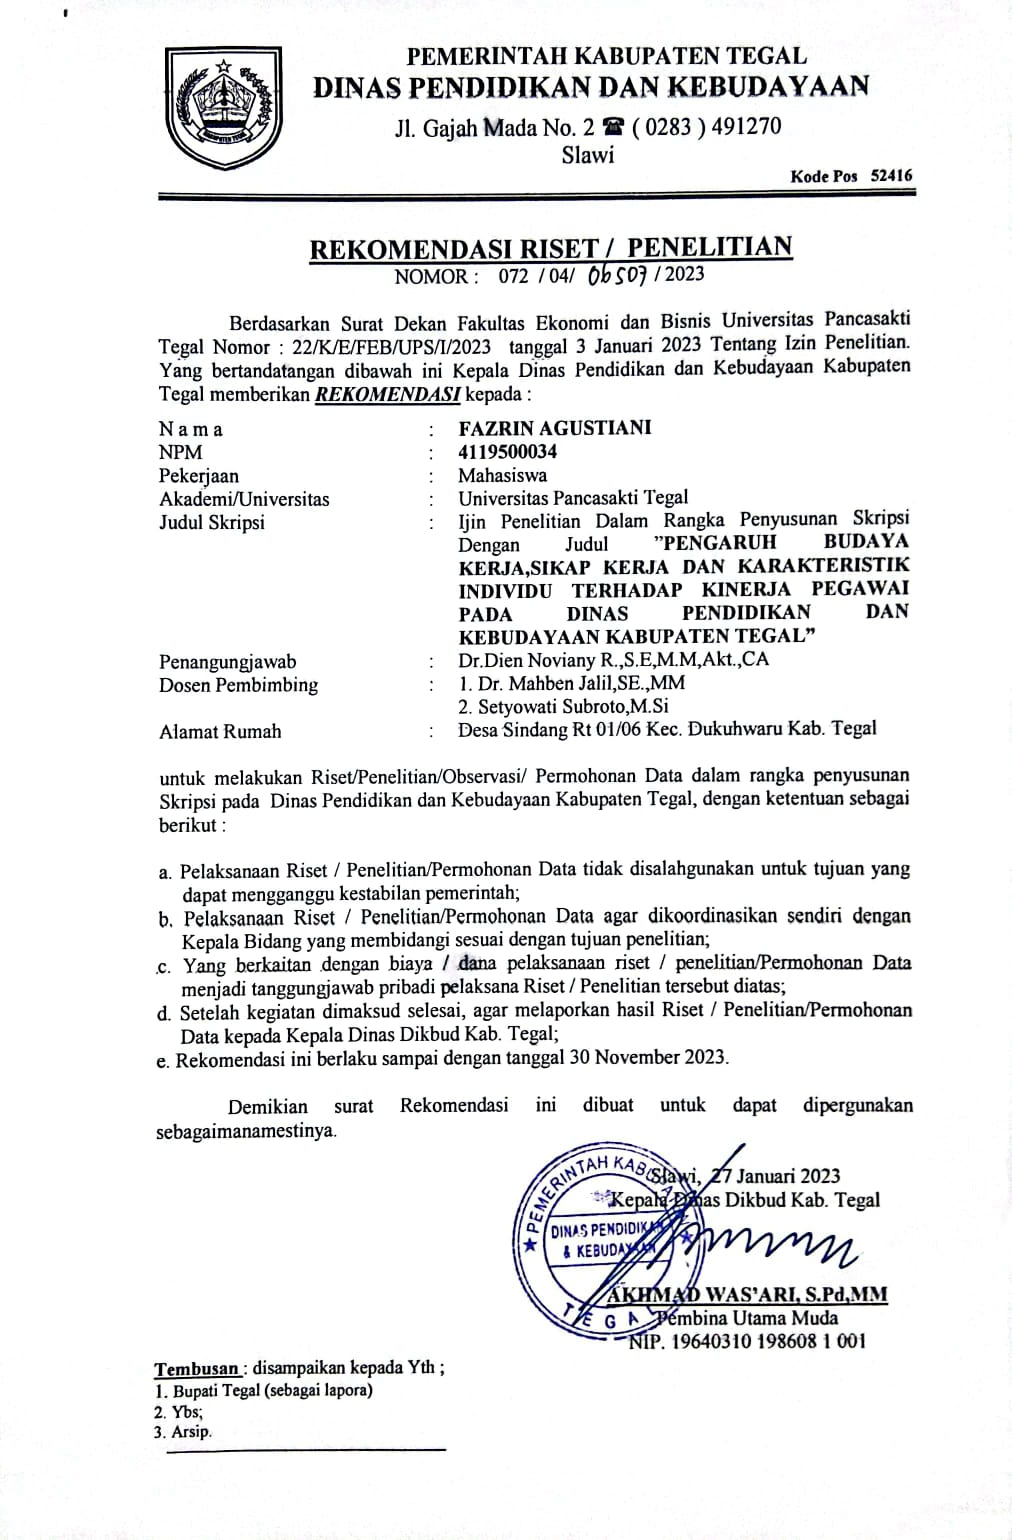 PEMERINTAH KABUPATEN TEGAL
DINAS PENDIDIKAN DAN KEBUDAYAAN
Jl. Gajah Mada No. 2 ☎ ( 0283 ) 491270
Slawi
Kode Pos 52416
REKOMENDASI RISET / PENELITIAN
NOMOR : 072 / 04/ 06507 / 2023
Berdasarkan Surat Dekan Fakultas Ekonomi dan Bisnis Universitas Pancasakti
Tegal Nomor : 22/K/E/FEB/UPS/I/2023 tanggal 3 Januari 2023 Tentang Izin Penelitian.
Yang bertandatangan dibawah ini Kepala Dinas Pendidikan dan Kebudayaan Kabupaten
Tegal memberikan REKOMENDASI kepada :
N a m a : FAZRIN AGUSTIANI
NPM : 4119500034
Pekerjaan : Mahasiswa
Akademi/Universitas : Universitas Pancasakti Tegal
Judul Skripsi : Ijin Penelitian Dalam Rangka Penyusunan Skripsi
Dengan Judul ”PENGARUH BUDAYA
KERJA,SIKAP KERJA DAN KARAKTERISTIK
INDIVIDU TERHADAP KINERJA PEGAWAI
PADA DINAS PENDIDIKAN DAN
KEBUDAYAAN KABUPATEN TEGAL”
Penangungjawab : Dr.Dien Noviany R.,S.E,M.M,Akt.,CA
Dosen Pembimbing : 1. Dr. Mahben Jalil,SE.,MM
2. Setyowati Subroto,M.Si
Alamat Rumah : Desa Sindang Rt 01/06 Kec. Dukuhwaru Kab. Tegal
untuk melakukan Riset/Penelitian/Observasi/ Permohonan Data dalam rangka penyusunan
Skripsi pada Dinas Pendidikan dan Kebudayaan Kabupaten Tegal, dengan ketentuan sebagai
berikut :
a. Pelaksanaan Riset / Penelitian/Permohonan Data tidak disalahgunakan untuk tujuan yang
dapat mengganggu kestabilan pemerintah;
b. Pelaksanaan Riset / Penelitian/Permohonan Data agar dikoordinasikan sendiri dengan
Kepala Bidang yang membidangi sesuai dengan tujuan penelitian;
c. Yang berkaitan dengan biaya / dana pelaksanaan riset / penelitian/Permohonan Data
menjadi tanggungjawab pribadi pelaksana Riset / Penelitian tersebut diatas;
d. Setelah kegiatan dimaksud selesai, agar melaporkan hasil Riset / Penelitian/Permohonan
Data kepada Kepala Dinas Dikbud Kab. Tegal;
e. Rekomendasi ini berlaku sampai dengan tanggal 30 November 2023.
Demikian surat Rekomendasi ini dibuat untuk dapat dipergunakan
sebagaimanamestinya.
Slawi, 27 Januari 2023
Kepala Dinas Dikbud Kab. Tegal
PEMERINTAH
DINAS PENDIDIKAN
& KEBUDAYAAN
TEGAL
AKHMAD WAS’ARI, S.Pd,MM
Pembina Utama Muda
NIP. 19640310 198608 1 001
Tembusan : disampaikan kepada Yth ;
1. Bupati Tegal (sebagai lapora)
2. Ybs;
3. Arsip.